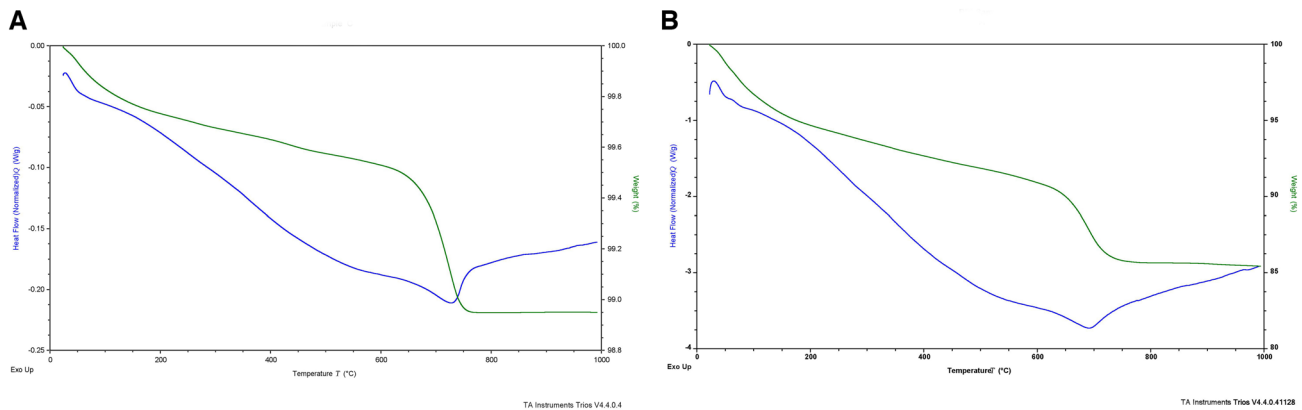 A
0.00
-0.05
-0.10
-0.15
-0.20
-0.25
Heat Flow (Normalized)Q (W/g)
100.0
99.8
99.6
99.4
99.2
99.0
98.8
Weight (%)
0
200
400
600
800
1000
Exo Up
Temperature T (°C)
TA Instruments Trios V4.4.0.4
B
0
-1
-2
-3
-4
Heat Flow (Normalized)Q (W/g)
100
95
90
85
80
Weight (%)
200
400
600
800
1000
Exo Up
TemperatureT (°C)
TA Instruments Trios V4.4.0.41128